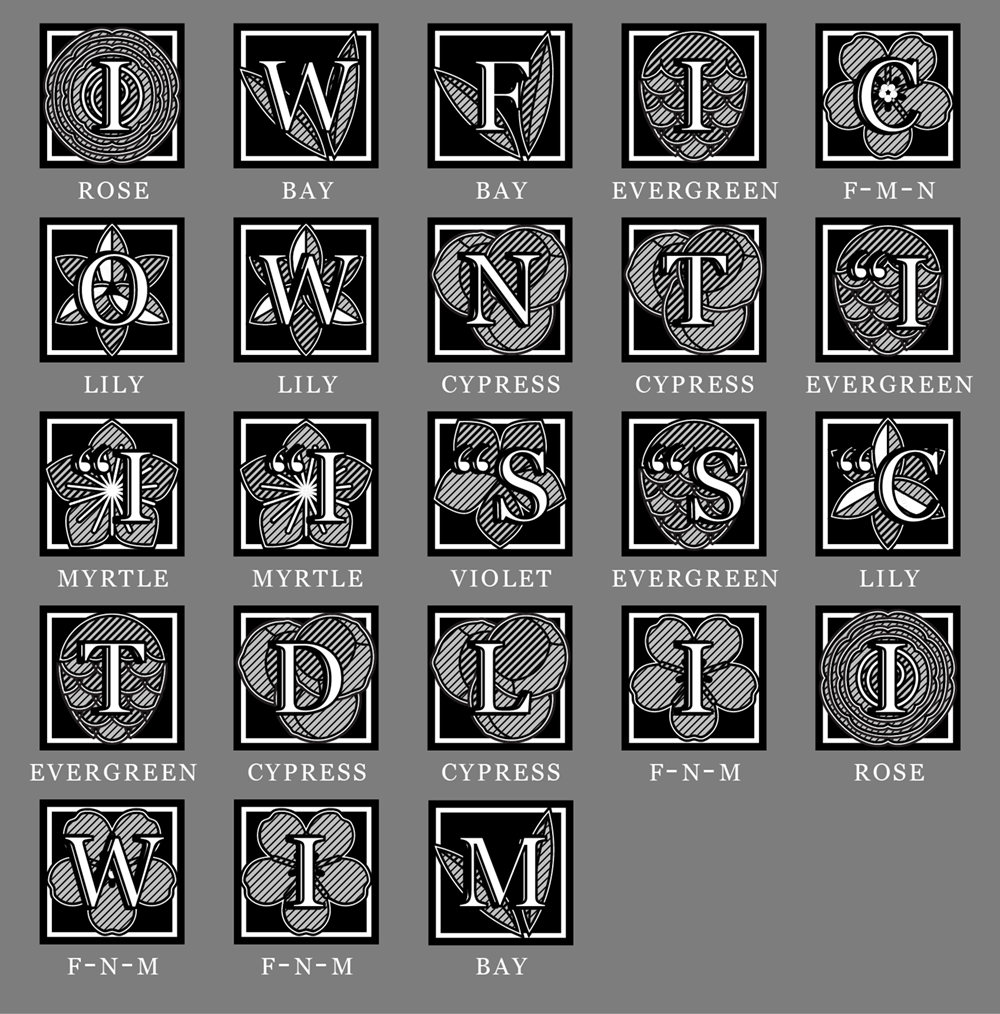 I W F I C
ROSE BAY BAY EVERGREEN F-M-N
O W N T “I
LILY LILY CYPRESS CYPRESS EVERGREEN
“I “I “S “S “C
MYRTLE MYRTLE VIOLET EVERGREEN LILY
T D L I I
EVERGREEN CYPRESS CYPRESS F-N-M ROSE
W I M
F-N-M F-N-M BAY